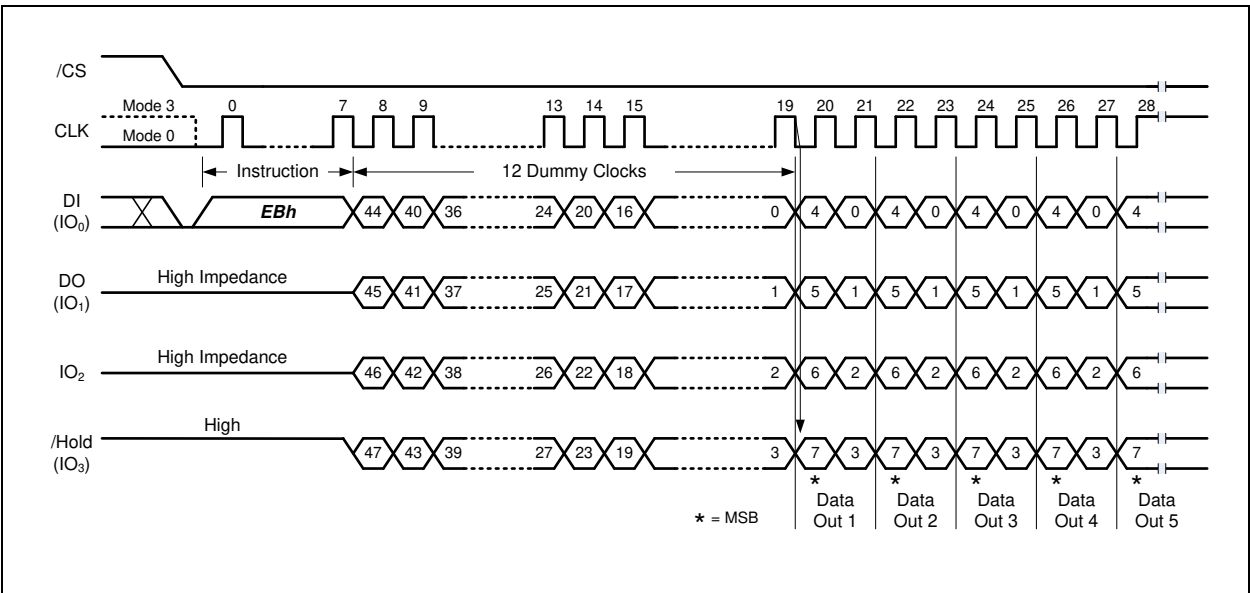 /CS
Mode 3 0 7 8 9 13 14 15 19 20 21 22 23 24 25 26 27 28
CLK Mode 0
Instruction 12 Dummy Clocks
DI
(IO0) EBh 44 40 36 24 20 16 0 4 0 4 0 4 0 4 0 4
High Impedance
DO
(IO1) 45 41 37 25 21 17 1 5 1 5 1 5 1 5 1 5
High Impedance
IO2 46 42 38 26 22 18 2 6 2 6 2 6 2 6 2 6
High
/Hold
(IO3) 47 43 39 27 23 19 3 7 3 7 3 7 3 7 3 7
* * * * *
* = MSB
Data Data Data Data Data
Out 1 Out 2 Out 3 Out 4 Out 5